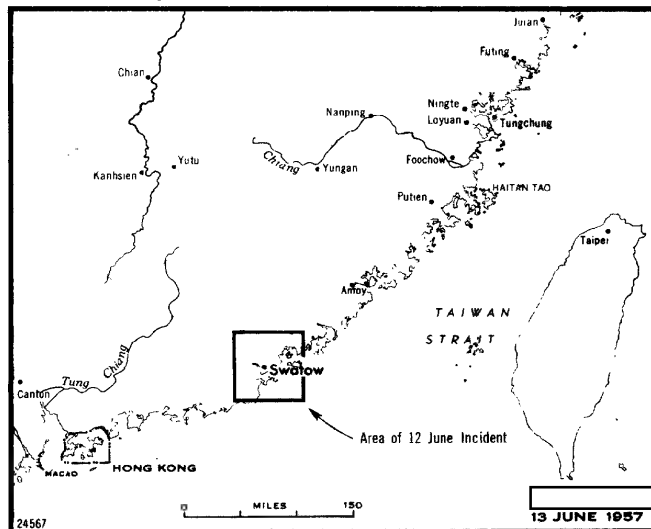 Juian
Futing
Chian
Ningte
Nanping
Loyuan
Tungchung
Chiang
Foochow
Yutu
Kanhsien
Yungan
HAITAN TAO
Putien
Taipei
Amoy
TAIWAN
STRAIT
Swatow
Chiang
Tung
Canton
Area of 12 June Incident
HONG KONG
MACAO
MILES 150
24567
13 JUNE 1957